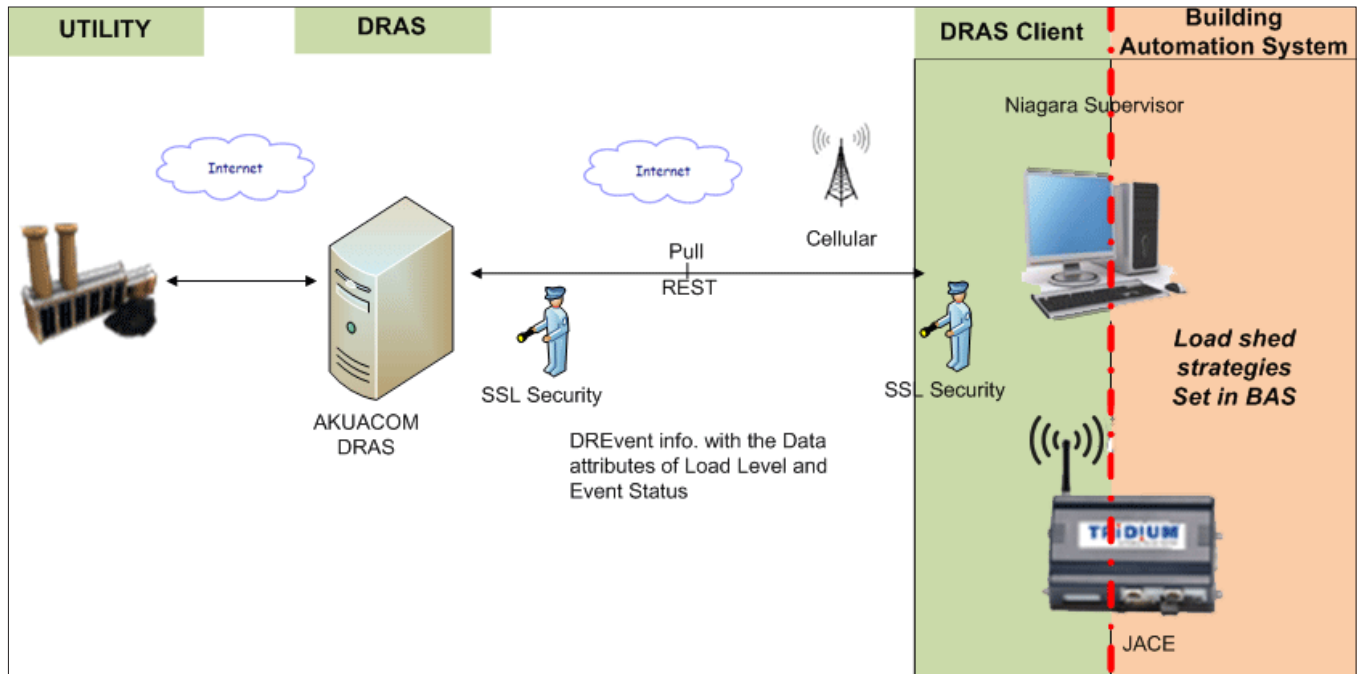 UTILITY
DRAS
DRAS Client
Building
Automation System
Niagara Supervisor
Internet
Internet
Cellular
Pull
REST
SSL Security
SSL Security
Load shed
strategies
Set in BAS
AKUACOM
DRAS
DREvent info. with the Data
attributes of Load Level and
Event Status
TRiDIUM
JACE